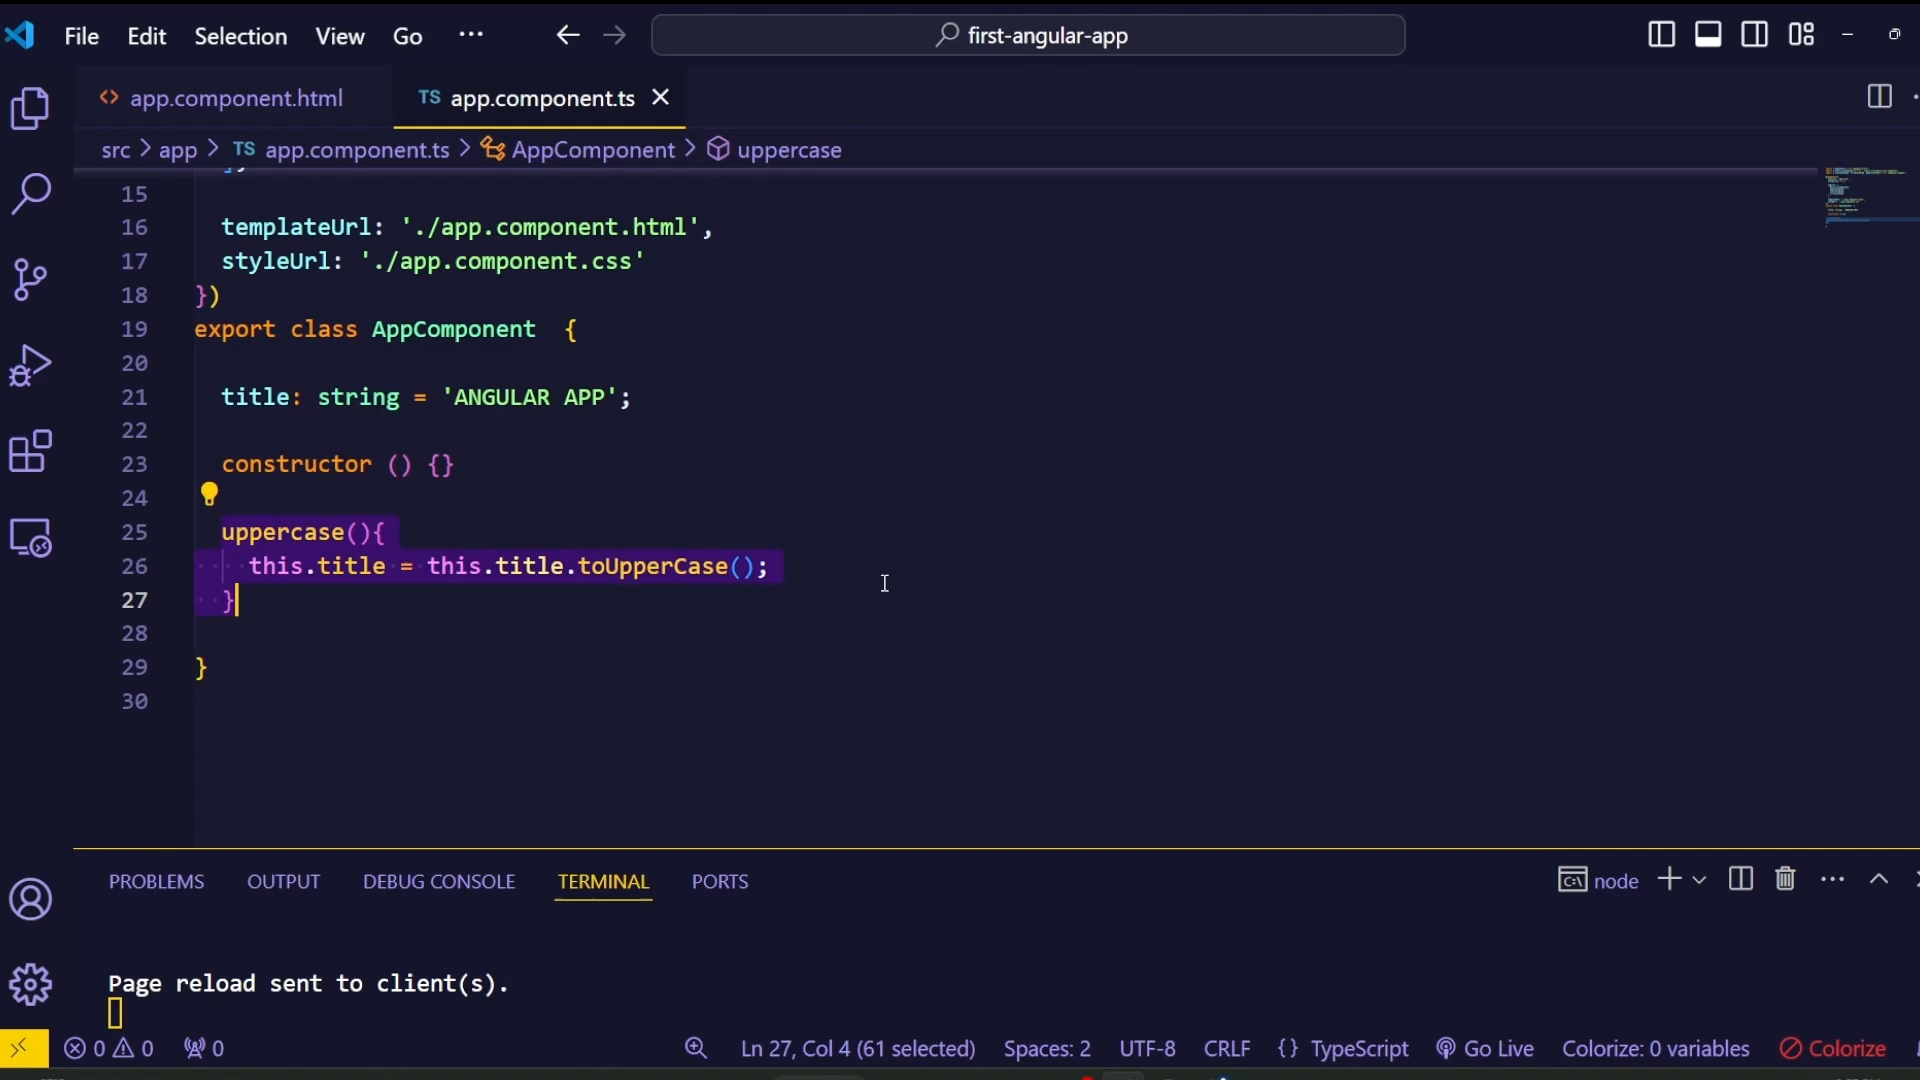 File Edit Selection View Go ··· first-angular-app
app.component.html TS app.component.ts
src > app > TS app.component.ts > AppComponent > uppercase
15
16 templateUrl: './app.component.html',
17 styleUrl: './app.component.css'
18 })
19 export class AppComponent  {
20
21 title: string = 'ANGULAR APP';
22
23 constructor () {}
24
25 uppercase(){
26 this.title = this.title.toUpperCase();
27 }
28
29 }
30
PROBLEMS OUTPUT DEBUG CONSOLE TERMINAL PORTS node
Page reload sent to client(s).
0 0 0 Ln 27, Col 4 (61 selected) Spaces: 2 UTF-8 CRLF {} TypeScript Go Live Colorize: 0 variables Colorize